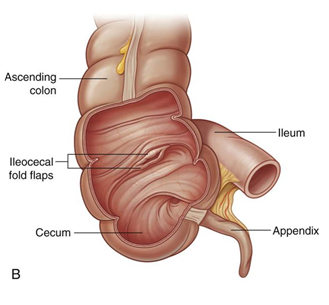 Ascending
colon
Ileum
Ileocecal
fold flaps
Cecum
Appendix
B